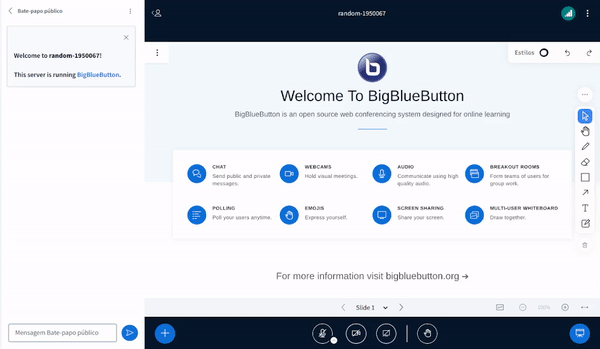 Bate-papo público
Welcome to random-1950067!
This server is running BigBlueButton.
Mensagem Bate-papo público
random-1950067
Estilos
b
Welcome To BigBlueButton
BigBlueButton is an open source web conferencing system designed for online learning
CHAT
Send public and private
messages.
WEBCAMS
Hold visual meetings.
AUDIO
Communicate using high
quality audio.
BREAKOUT ROOMS
Form teams of users for
group work.
POLLING
Poll your users anytime.
EMOJIS
Express yourself.
SCREEN SHARING
Share your screen.
MULTI-USER WHITEBOARD
Draw together.
For more information visit bigbluebutton.org →
Slide 1
100%